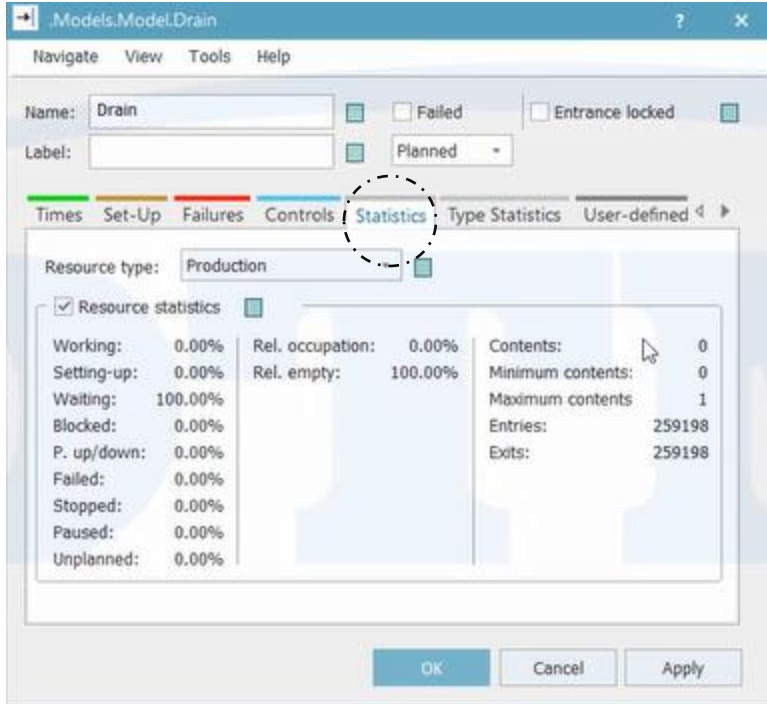 .Models.Model.Drain ? ×
Navigate View Tools Help
Name: Drain Failed Entrance locked
Label: Planned
Times Set-Up Failures Controls Statistics Type Statistics User-defined
Resource type: Production
Resource statistics
Working: 0.00% Rel. occupation: 0.00% Contents: 0
Setting-up: 0.00% Rel. empty: 100.00% Minimum contents: 0
Waiting: 100.00% Maximum contents 1
Blocked: 0.00% Entries: 259198
P. up/down: 0.00% Exits: 259198
Failed: 0.00%
Stopped: 0.00%
Paused: 0.00%
Unplanned: 0.00%
OK Cancel Apply